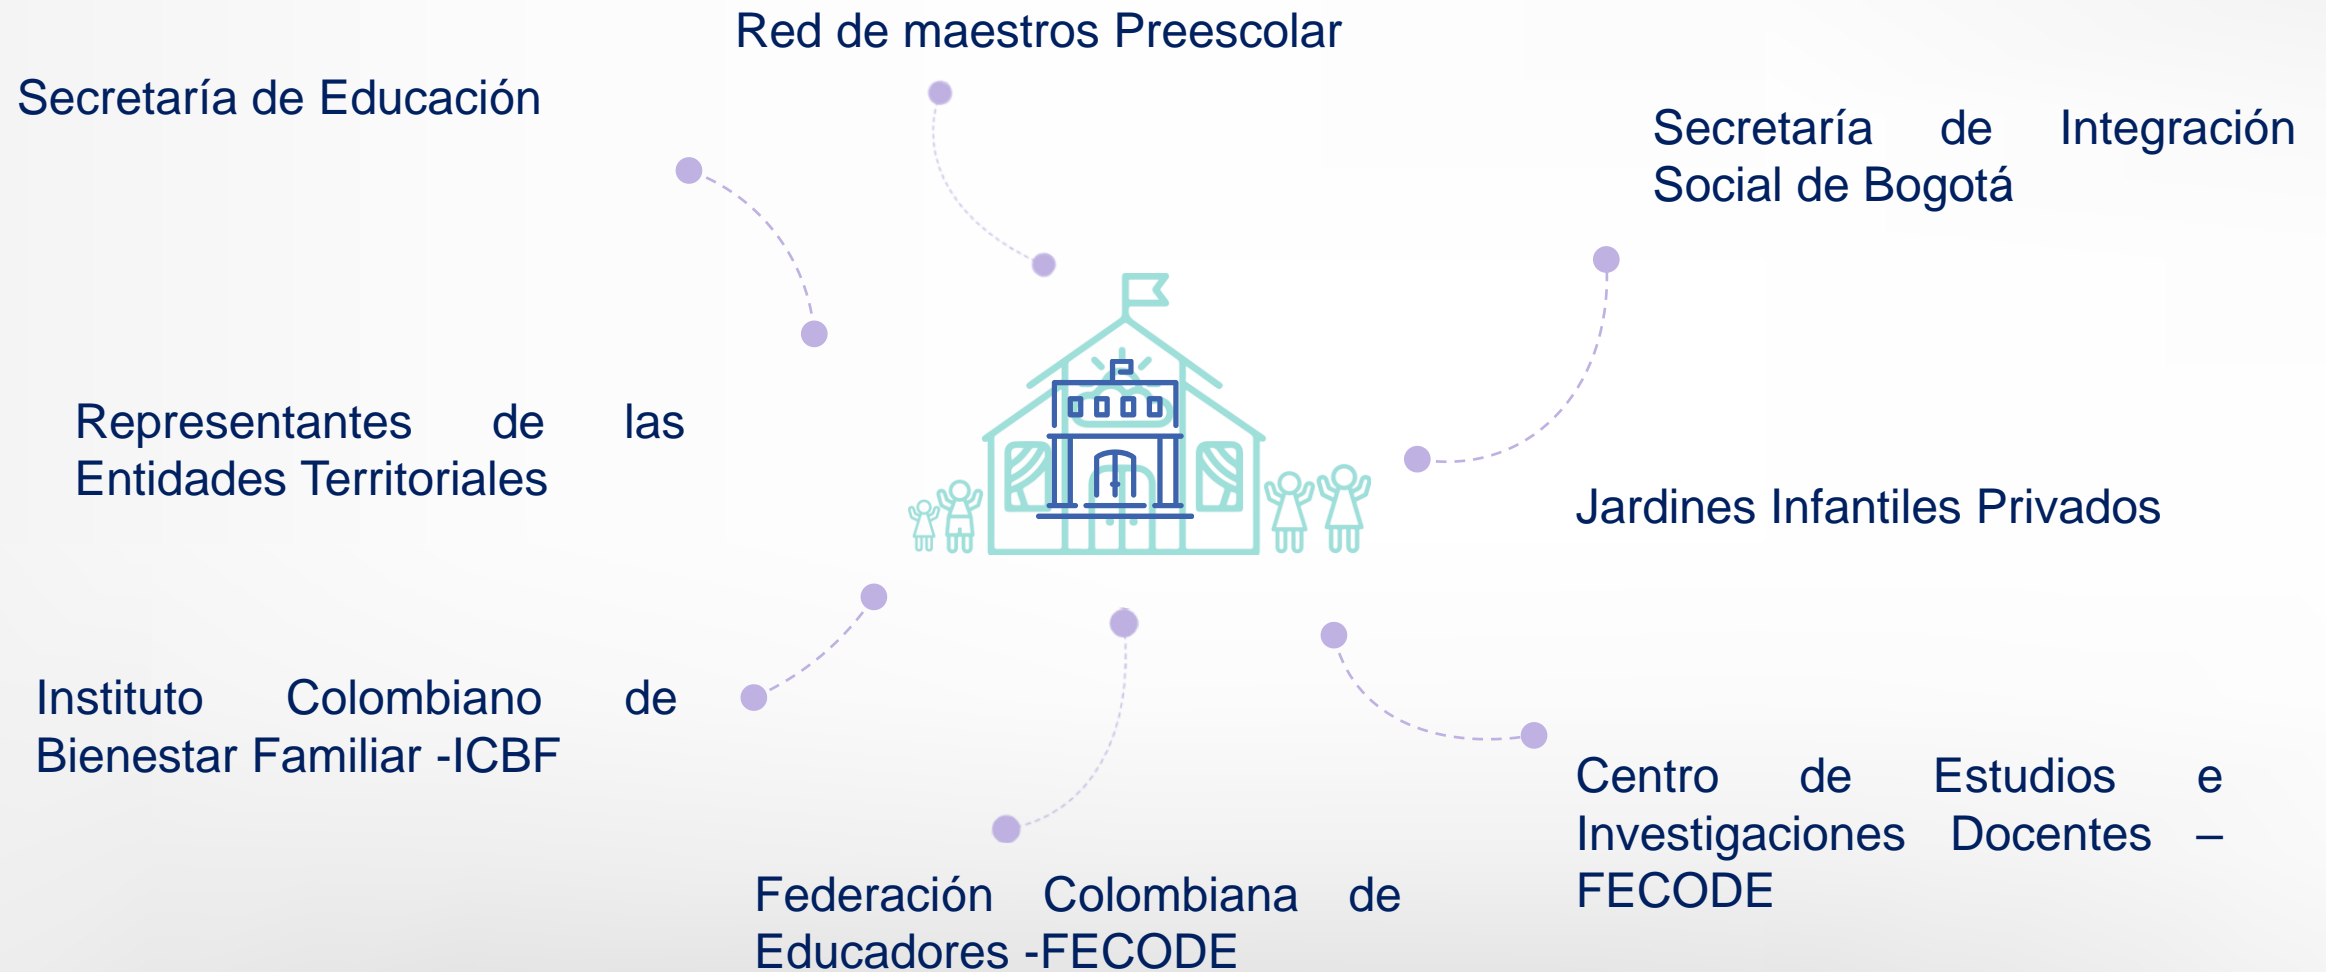 Red de maestros Preescolar
Secretaría de Educación
Secretaría de Integración
Social de Bogotá
Representantes de las
Entidades Territoriales
Jardines Infantiles Privados
Instituto Colombiano de
Bienestar Familiar -ICBF
Centro de Estudios e
Investigaciones Docentes –
FECODE
Federación Colombiana de
Educadores -FECODE